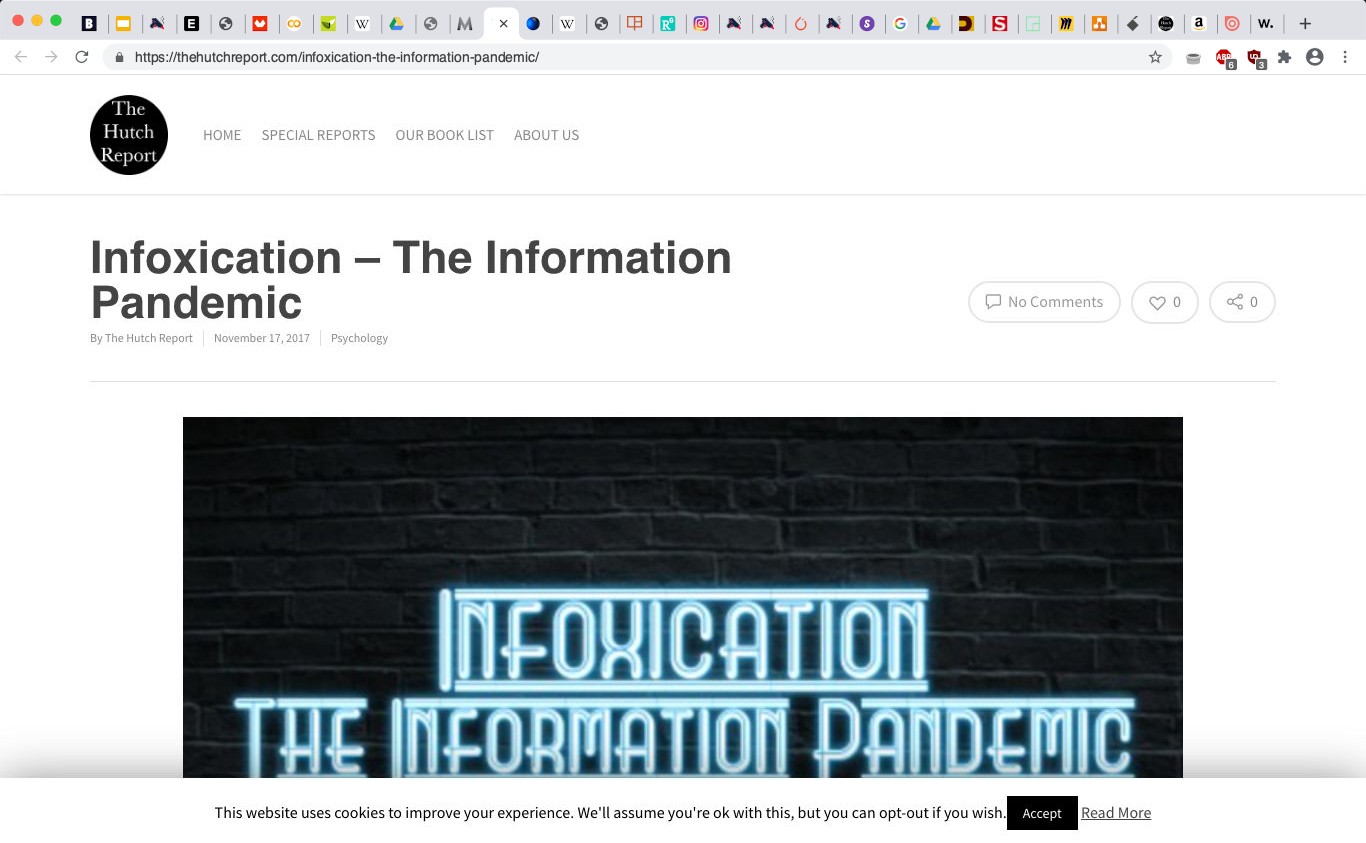 https://thehutchreport.com/infoxication-the-information-pandemic/
6
3
The
Hutch
Report
HOME
SPECIAL REPORTS
OUR BOOK LIST
ABOUT US
Infoxication – The Information
Pandemic
No Comments
0
0
By The Hutch Report
November 17, 2017
Psychology
INFOXICATION
THE INFORMATION PANDEMIC
This website uses cookies to improve your experience. We'll assume you're ok with this, but you can opt-out if you wish.
Accept
Read More